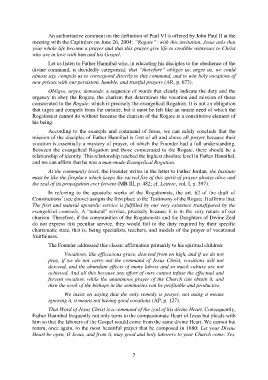 An authoritative comment on the definition of Paul VI is offered by John Paul II at the
meeting with the Capitulars on June 26, 2004: "Rogate": with this invitation, Jesus asks that
your whole life become a prayer and that this prayer give life to credible witnesses to Christ
who are in love with him and his Gospel.
Let us listen to Father Hannibal who, in educating his disciples to the obedience of the
divine command, is decidedly categorical, that "therefore" obliges us, urges us, we could
almost say, compels us to correspond directly to this command, and to win holy vocations of
new priests with our persistent, humble, and trustful prayers (AR, p. 672).
Obliges, urges, demands: a sequence of words that clearly indicate the duty and the
urgency to obey the Rogate, the charism that determines the vocation and mission of those
consecrated to the Rogate: which is precisely the evangelical Rogation. It is not an obligation
that urges and compels from the outside, but it must be felt like an innate need of which the
Rogationist cannot do without because the charism of the Rogate is a constitutive element of
his being.
According to the example and command of Jesus, we can safely conclude that the
mission of the disciples of Father Hannibal is first of all and above all prayer because their
vocation is essentially a mystery of prayer, of which the Founder had a full understanding.
Between the evangelical Rogation and those consecrated to the Rogate, there should be a
relationship of identity. This relationship reached the highest absolute level in Father Hannibal,
and we can affirm that he was a man-made-Evangelical Rogation.
At the community level, the Founder writes in the letter to Father Jordan, the Institute
must be like the fireplace which keeps the sacred fire of this spirit of prayer always alive and
the seal of its propagation ever fervent (MB III, p. 482; cf. Lettere, vol. I, p. 597).
In referring to the apostolic works of the Rogationists, the art. 62 of the draft of
Constitutions' (see above) assigns the first place to the Testimony of the Rogate. It affirms that:
The first and natural apostolic service is fulfilled by our very existence transformed by the
evangelical counsels. A "natural" service, precisely because it is in the very nature of our
charism. Therefore, if the communities of the Rogationists and the Daughters of Divine Zeal
do not express this peculiar service, they would fail in the duty required by their specific
charismatic state, that is, being specialists, teachers, and models of the prayer of vocational
fruitfulness.
The Founder addressed this classic affirmation primarily to his spiritual children:
Vocations, like efficacious grace, descend from on high, and if we do not
pray, if we do not carry out the command of Jesus Christ, vocations will not
descend, and the abundant effects of many labors and so much culture are not
achieved. And all this because any effort of ours cannot infuse the effectual and
fervent vocation, while the unanimous prayer of the Church can obtain it, and
then the work of the bishops in the seminaries can be profitable and productive.
We insist on saying that the only remedy is prayer, not using it means
ignoring it, it means not having good vocations (AP, p. 127).
That Word of Jesus Christ is a command of the zeal of his divine Heart. Consequently,
Father Hannibal frequently not only turns to the compassionate Heart of Jesus but pleads with
him so that the laborers of the Gospel would come from the same divine Heart. We cannot but
return, once again, to the most beautiful prayer that he composed in 1880: Let your Divine
Heart be open, O Jesus, and from it, may good and holy laborers to your Church come. Yes,
7